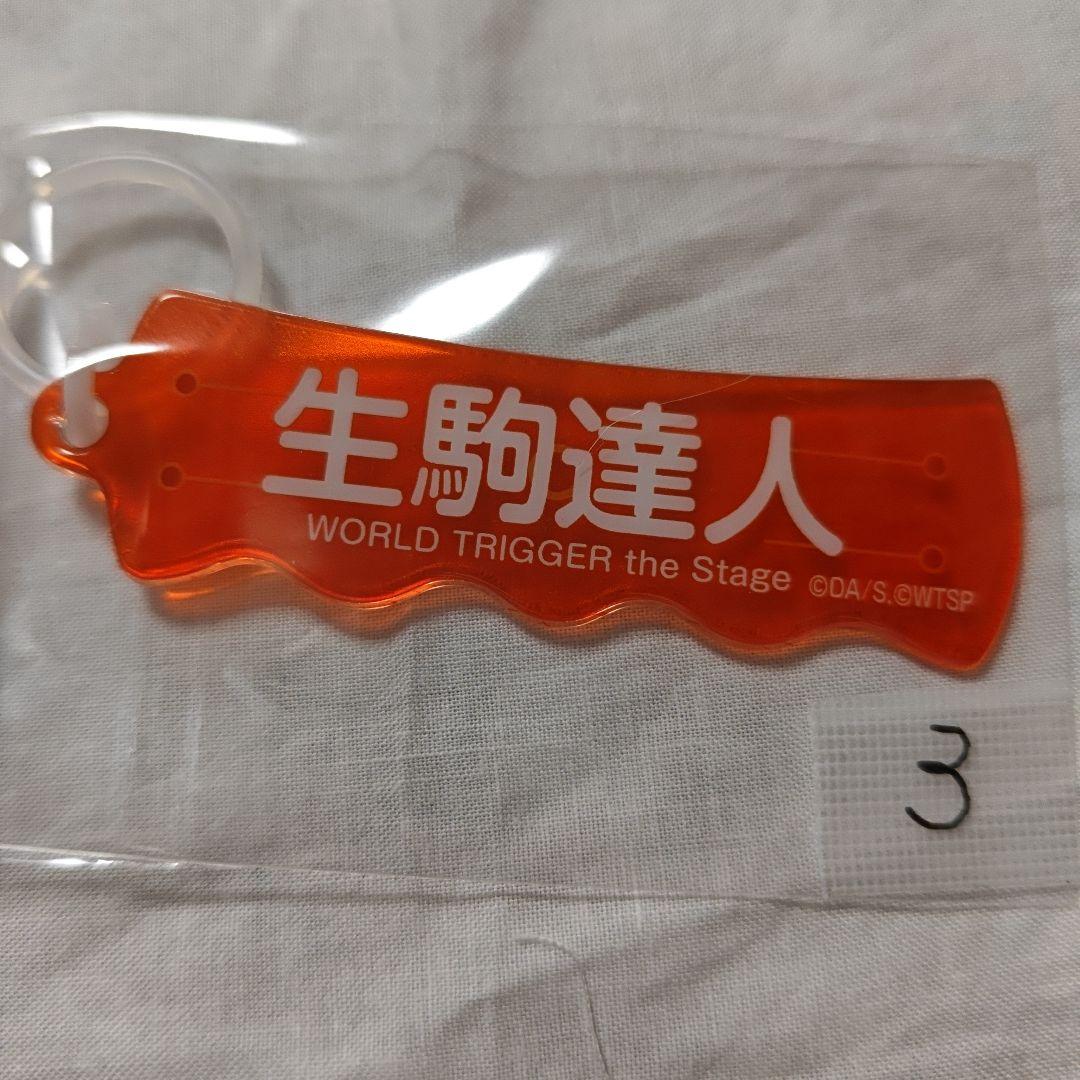 生駒達人
WORLD TRIGGER the Stage
©DA/S.©WTSP
3